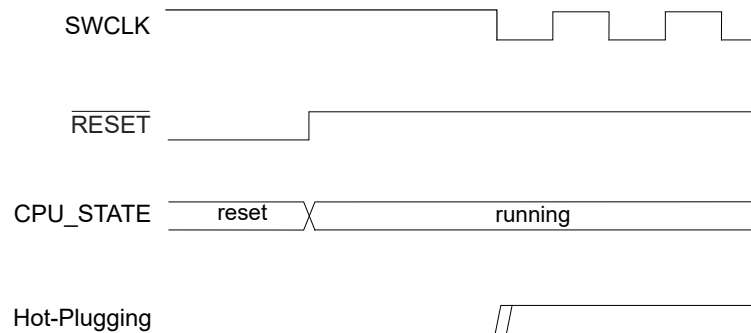 SWCLK
RESET
CPU_STATE reset running
Hot-Plugging